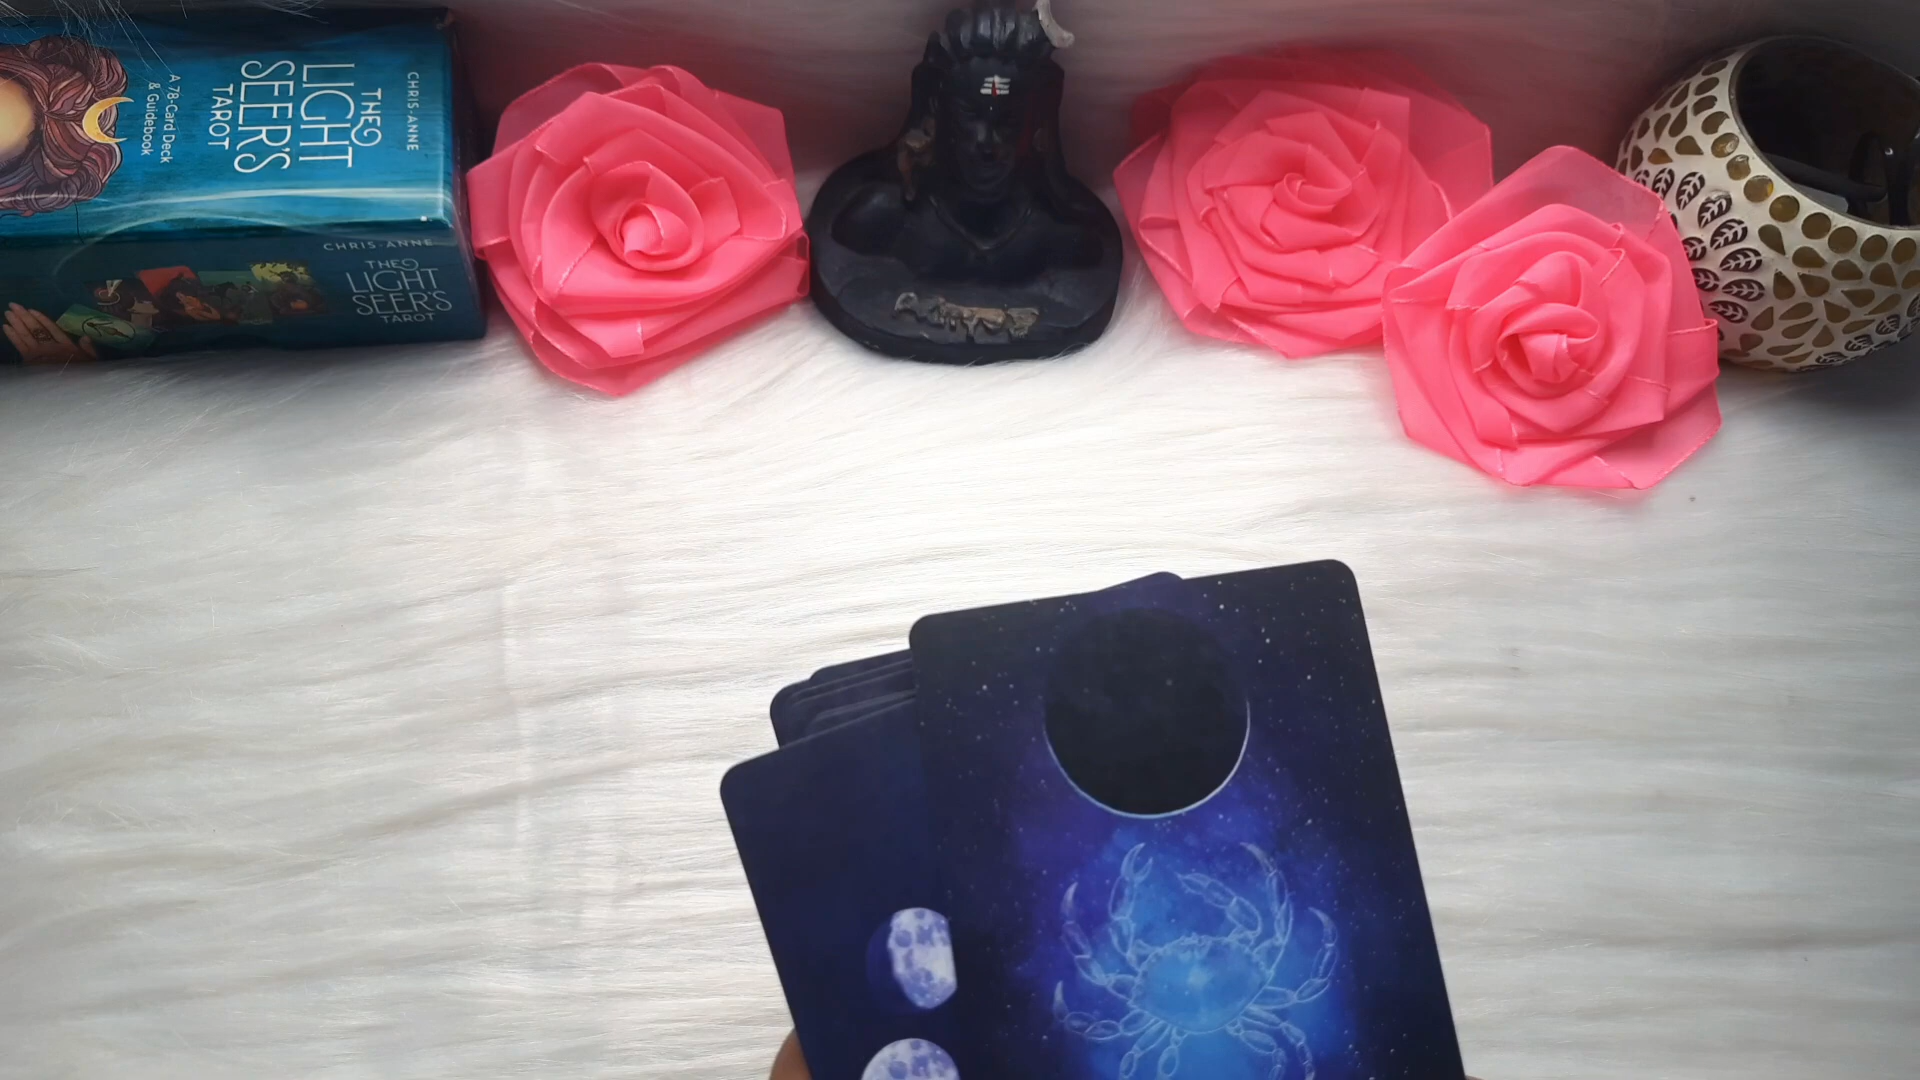 CHRIS-ANNE
THE
LIGHT
SEER'S
TAROT
A 78-Card Deck
& Guidebook
CHRIS-ANNE
THE
LIGHT
SEER'S
TAROT